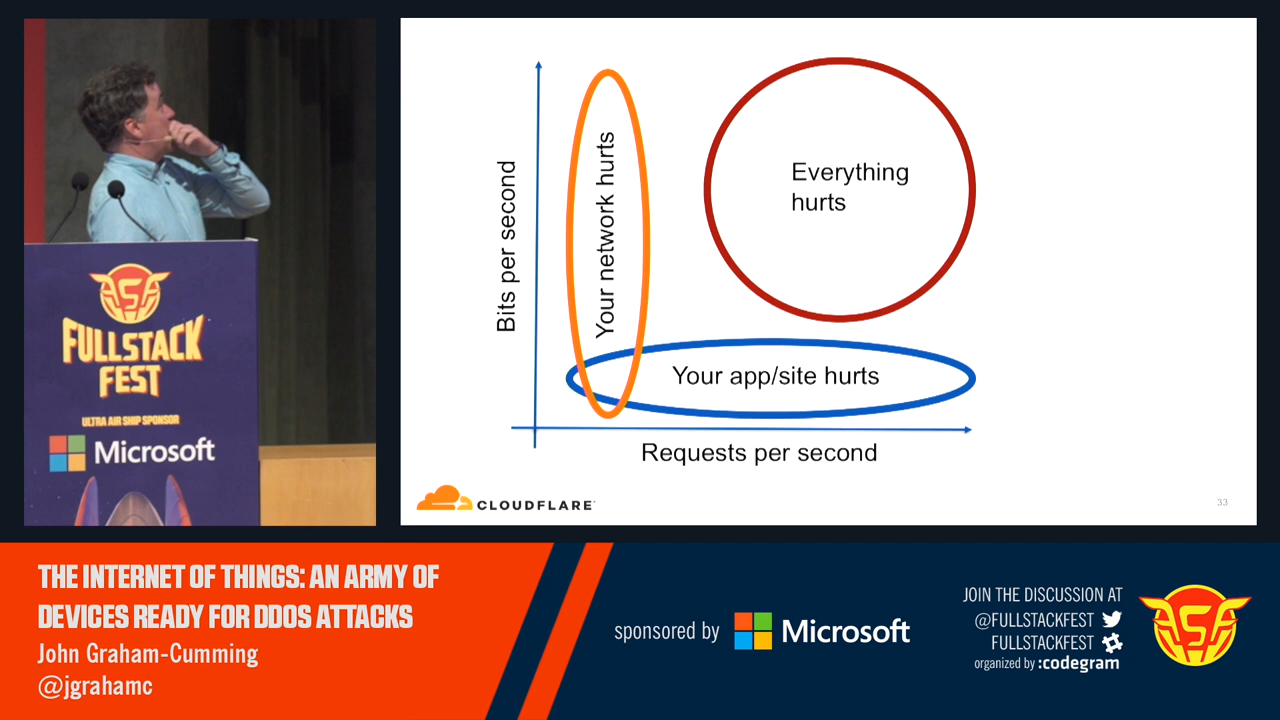 FULLSTACK
FEST
ULTRA AIR SHIP SPONSOR
Microsoft
Bits per second
Your network hurts
Everything
hurts
Your app/site hurts
Requests per second
CLOUDFLARE
33
THE INTERNET OF THINGS: AN ARMY OF
DEVICES READY FOR DDOS ATTACKS
John Graham-Cumming
@jgrahamc
sponsored by
Microsoft
JOIN THE DISCUSSION AT
@FULLSTACKFEST
FULLSTACKFEST
organized by :codegram